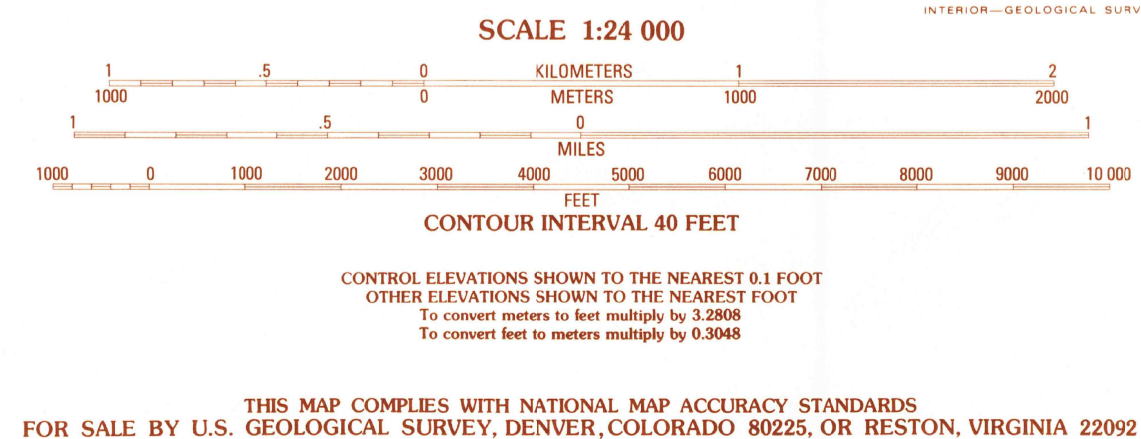 INTERIOR—GEOLOGICAL SURV
SCALE 1:24 000
1 .5 0 KILOMETERS 1 2
1000 0 METERS 1000 2000
1 .5 0 1
MILES
1000 0 1000 2000 3000 4000 5000 6000 7000 8000 9000 10 000
FEET
CONTOUR INTERVAL 40 FEET
CONTROL ELEVATIONS SHOWN TO THE NEAREST 0.1 FOOT
OTHER ELEVATIONS SHOWN TO THE NEAREST FOOT
To convert meters to feet multiply by 3.2808
To convert feet to meters multiply by 0.3048
THIS MAP COMPLIES WITH NATIONAL MAP ACCURACY STANDARDS
FOR SALE BY U.S. GEOLOGICAL SURVEY, DENVER, COLORADO 80225, OR RESTON, VIRGINIA 22092